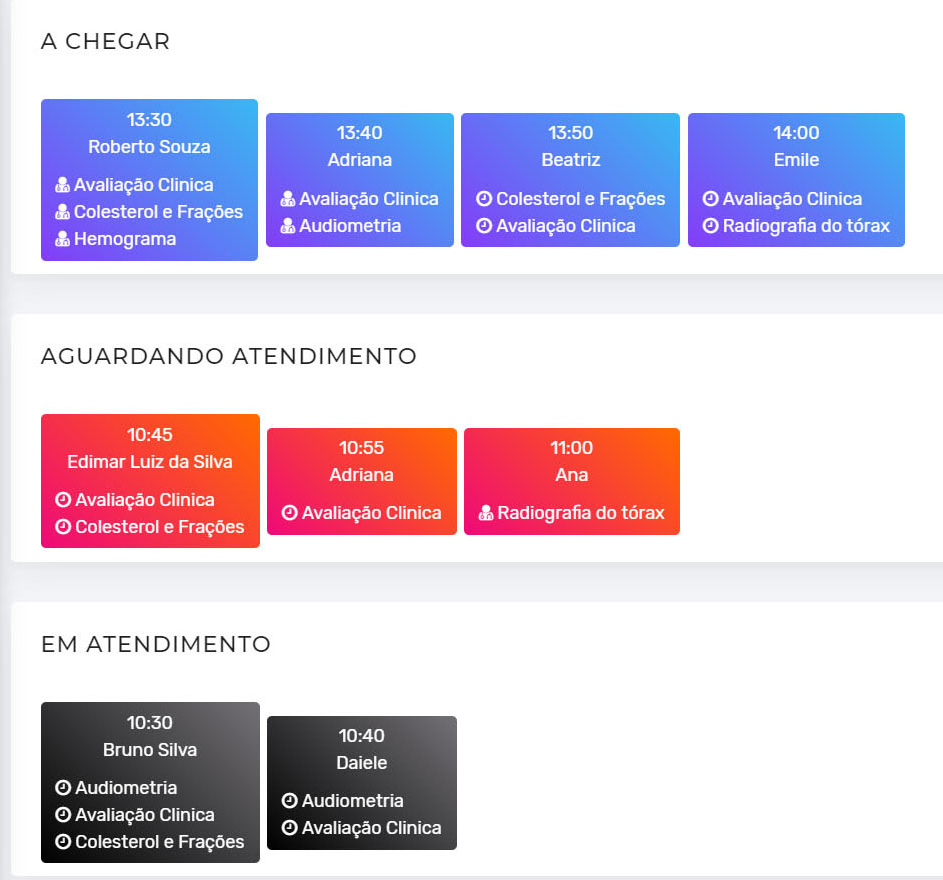 A CHEGAR
13:30
Roberto Souza
Avaliação Clinica
Colesterol e Frações
Hemograma
13:40
Adriana
Avaliação Clinica
Audiometria
13:50
Beatriz
Colesterol e Frações
Avaliação Clinica
14:00
Emile
Avaliação Clinica
Radiografia do tórax
AGUARDANDO ATENDIMENTO
10:45
Edimar Luiz da Silva
Avaliação Clinica
Colesterol e Frações
10:55
Adriana
Avaliação Clinica
11:00
Ana
Radiografia do tórax
EM ATENDIMENTO
10:30
Bruno Silva
Audiometria
Avaliação Clinica
Colesterol e Frações
10:40
Daiele
Audiometria
Avaliação Clinica